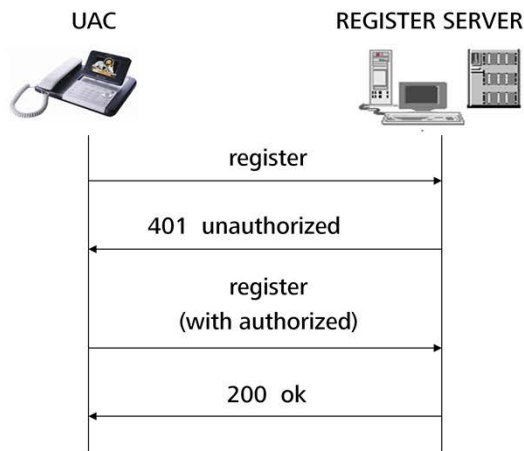 UAC
REGISTER SERVER
register
401 unauthorized
register
(with authorized)
200 ok